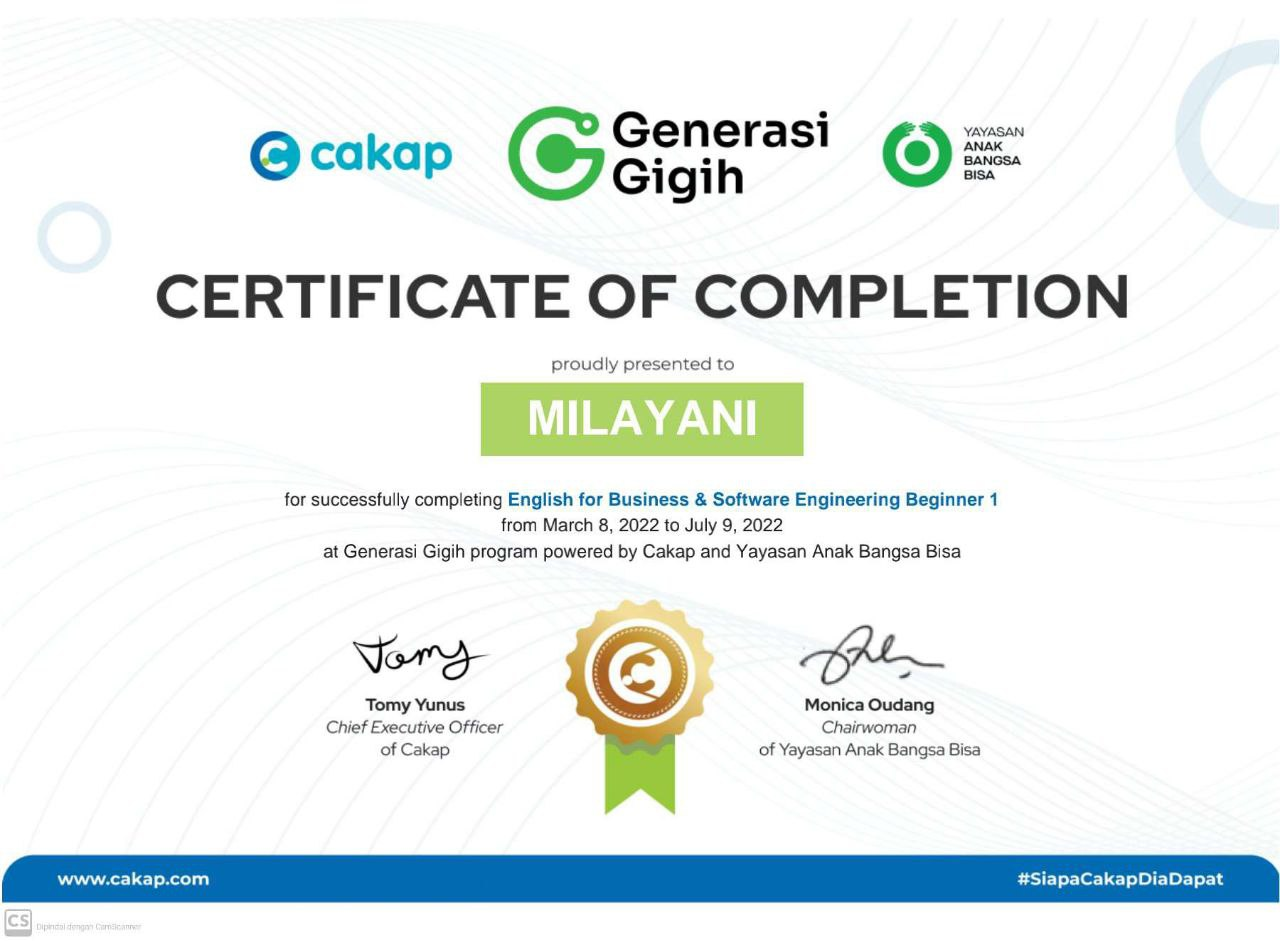 cakap
Generasi
Gigih
YAYASAN
ANAK
BANGSA
BISA
CERTIFICATE OF COMPLETION
proudly presented to
MILAYANI
for successfully completing English for Business & Software Engineering Beginner 1
from March 8, 2022 to July 9, 2022
at Generasi Gigih program powered by Cakap and Yayasan Anak Bangsa Bisa
Tomy
Tomy Yunus
Chief Executive Officer
of Cakap
Monica Oudang
Chairwoman
of Yayasan Anak Bangsa Bisa
www.cakap.com
#SiapaCakapDiaDapat
CS
Dipindai dengan CamScanner